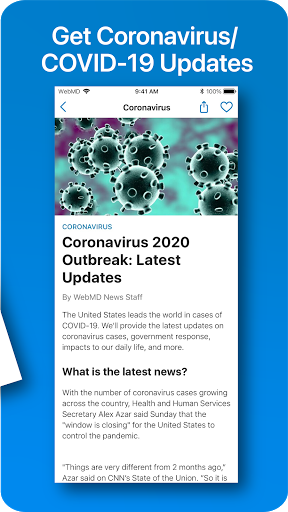 Get Coronavirus/
COVID-19 Updates
WebMD 9:41 AM 100%
Coronavirus
CORONAVIRUS
Coronavirus 2020
Outbreak: Latest
Updates
By WebMD News Staff
The United States leads the world in cases of
COVID-19. We'll provide the latest updates on
coronavirus cases, government response,
impacts to our daily life, and more.
What is the latest news?
With the number of coronavirus cases growing
across the country, Health and Human Services
Secretary Alex Azar said Sunday that the
"window is closing" for the United States to
control the pandemic.
"Things are very different from 2 months ago,"
Azar said on CNN's State of the Union. "So it is